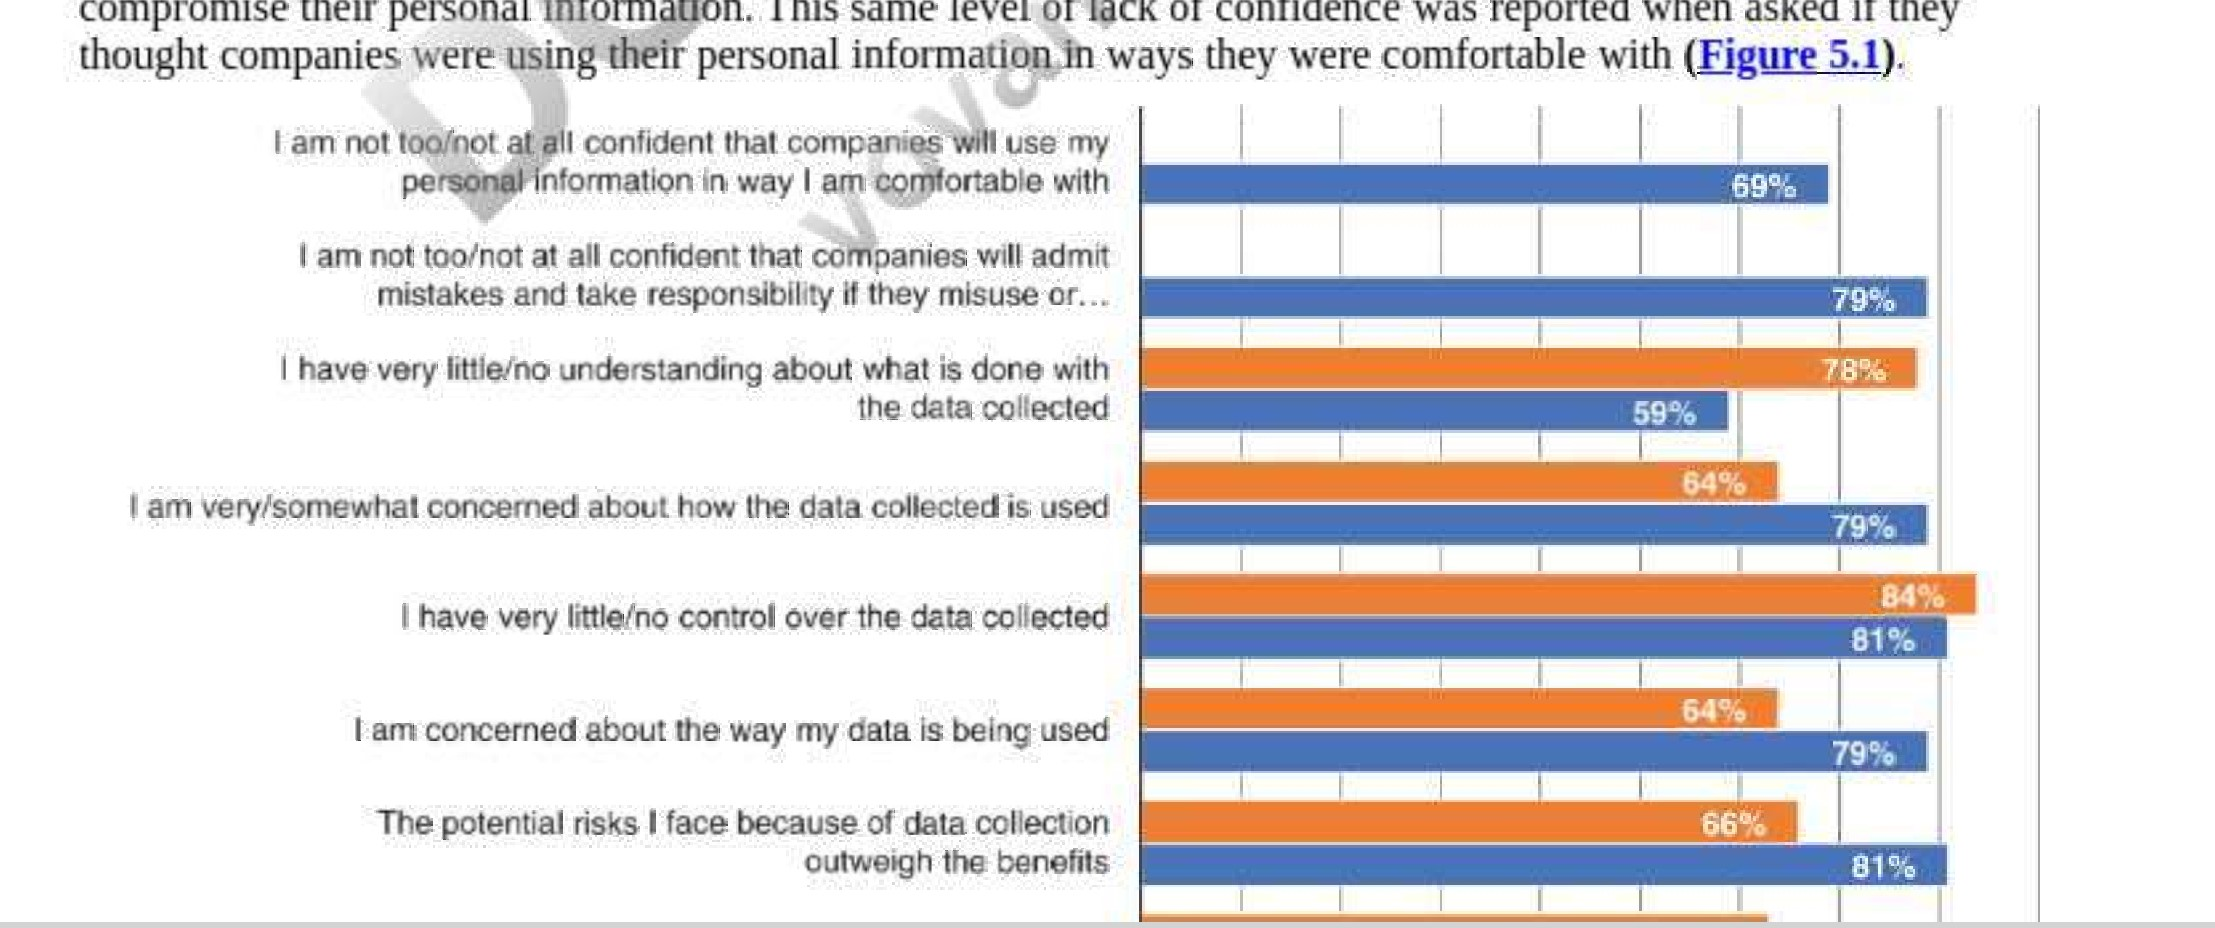 compromise their personal information. This same level of lack of confidence was reported when asked if they
thought companies were using their personal information in ways they were comfortable with (Figure 5.1).
I am not too/not at all confident that companies will use my
personal information in way I am comfortable with
69%
I am not too/not at all confident that companies will admit
mistakes and take responsibility if they misuse or...
79%
I have very little/no understanding about what is done with
the data collected
78%
59%
I am very/somewhat concerned about how the data collected is used
64%
79%
I have very little/no control over the data collected
84%
81%
I am concerned about the way my data is being used
64%
79%
The potential risks I face because of data collection
outweigh the benefits
66%
81%